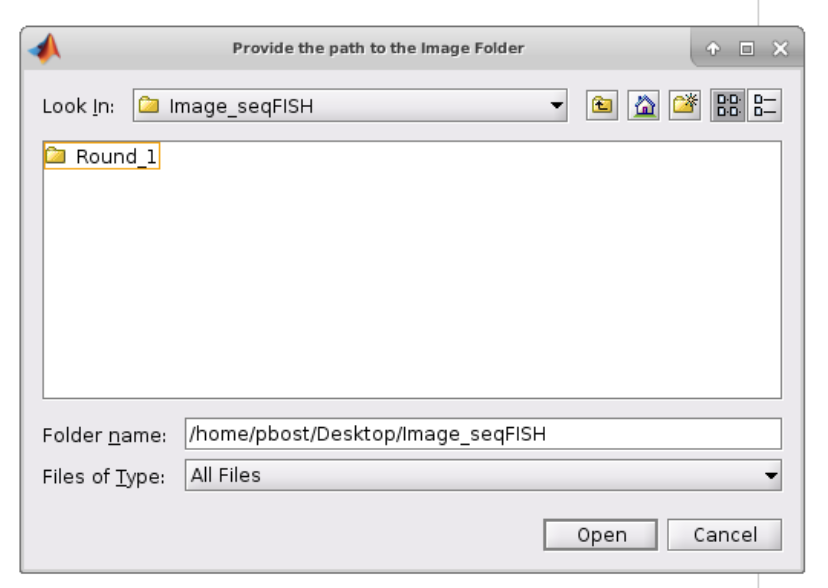 Provide the path to the Image Folder
Look In: Image_seqFISH
Round_1
Folder name: /home/pbost/Desktop/Image_seqFISH
Files of Type: All Files
Open Cancel